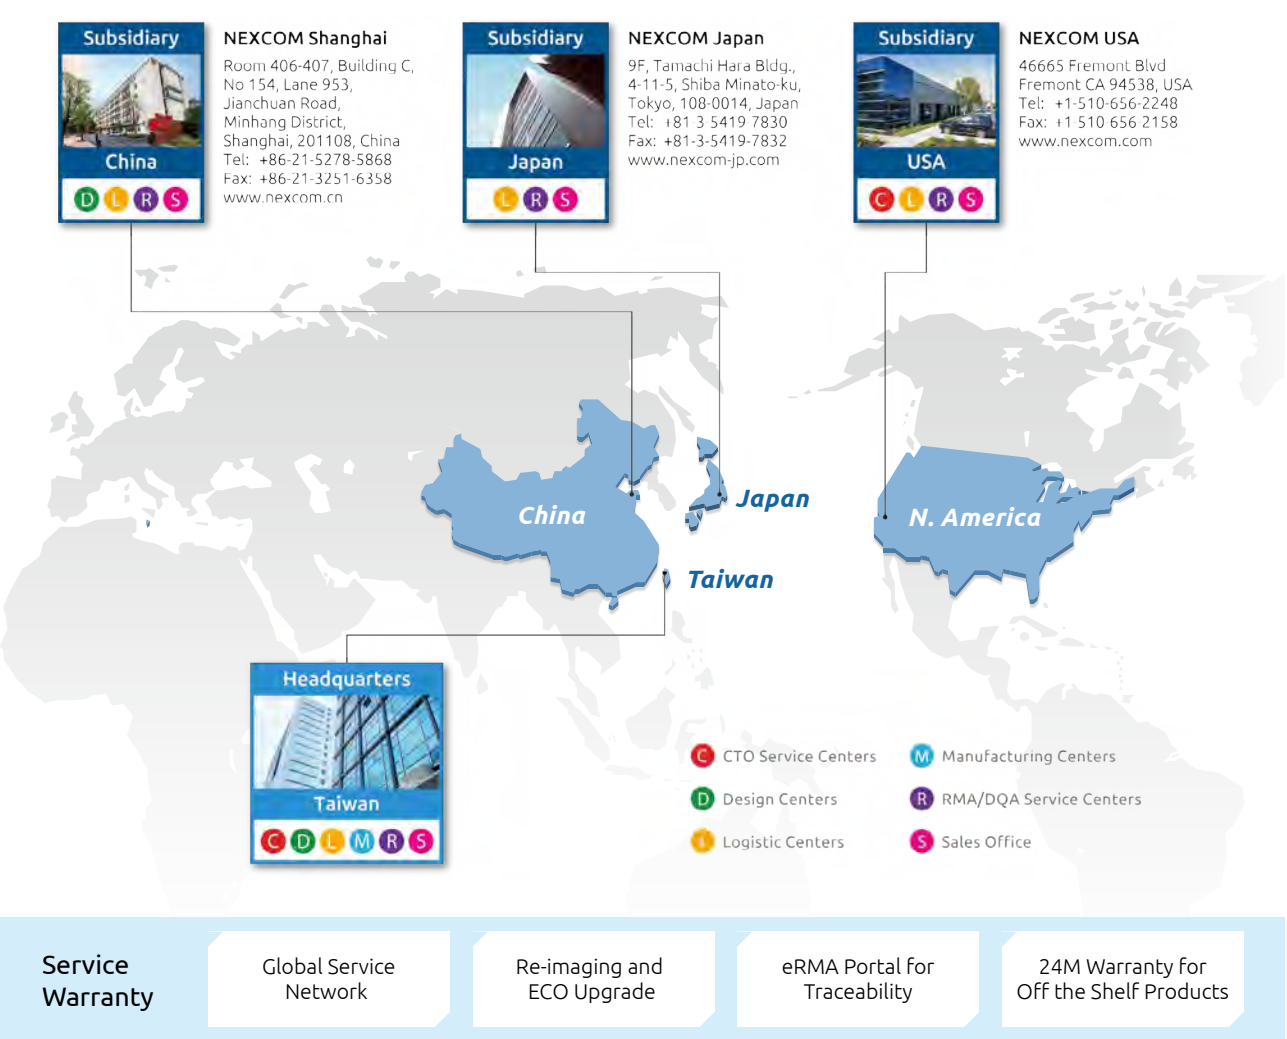 Subsidiary
China
D L R S
NEXCOM Shanghai
Room 406-407, Building C,
No 154, Lane 953,
Jianchuan Road,
Minhang District,
Shanghai, 201108, China
Tel: +86-21-5278-5868
Fax: +86-21-3251-6358
www.nexcom.cn
Subsidiary
Japan
L R S
NEXCOM Japan
9F, Tamachi Hara Bldg.,
4-11-5, Shiba Minato-ku,
Tokyo, 108-0014, Japan
Tel: +81-3-5419-7830
Fax: +81-3-5419-7832
www.nexcom-jp.com
Subsidiary
USA
C L R S
NEXCOM USA
46665 Fremont Blvd
Fremont CA 94538, USA
Tel: +1-510-656-2248
Fax: +1-510-656-2158
www.nexcom.com
China
Japan
Taiwan
N. America
Headquarters
Taiwan
C D L M R S
C CTO Service Centers
D Design Centers
L Logistic Centers
M Manufacturing Centers
R RMA/DQA Service Centers
S Sales Office
Service
Warranty
Global Service
Network
Re-imaging and
ECO Upgrade
eRMA Portal for
Traceability
24M Warranty for
Off the Shelf Products